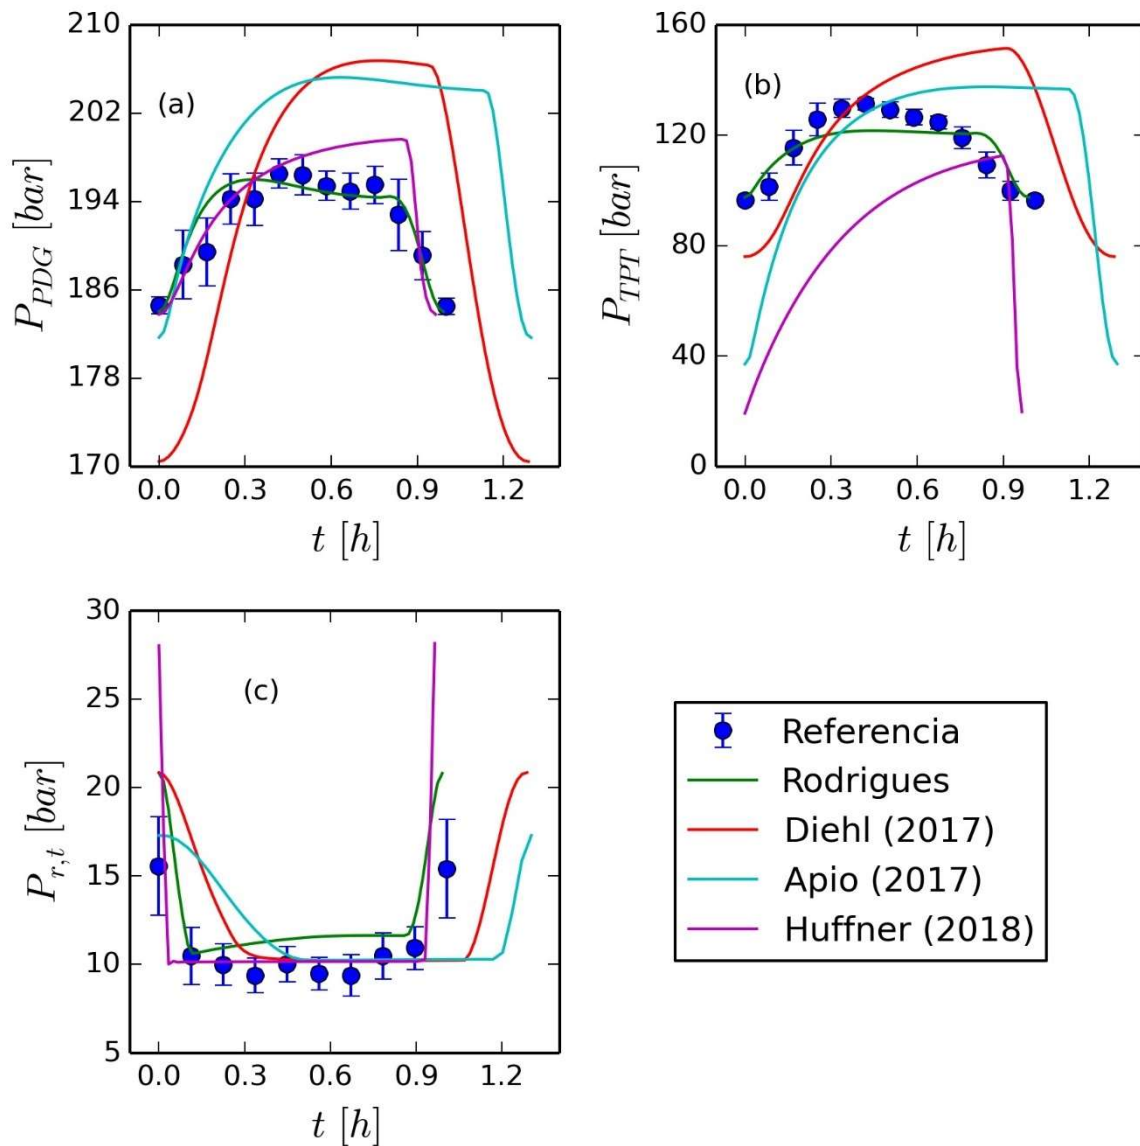 210
202
194
186
178
170
P_PDG [bar]
(a)
0.0 0.3 0.6 0.9 1.2
t [h]
160
120
80
40
0
P_TPT [bar]
(b)
0.0 0.3 0.6 0.9 1.2
t [h]
30
25
20
15
10
5
P_r,t [bar]
(c)
0.0 0.3 0.6 0.9 1.2
t [h]
Referencia
Rodrigues
Diehl (2017)
Apio (2017)
Huffner (2018)